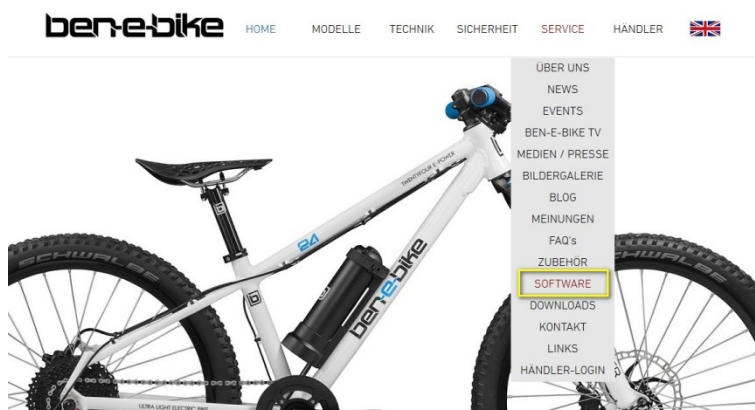 ben-e-bike
HOME MODELLE TECHNIK SICHERHEIT SERVICE HÄNDLER
ÜBER UNS
NEWS
EVENTS
BEN-E-BIKE TV
MEDIEN / PRESSE
BILDERGALERIE
BLOG
MEINUNGEN
FAQ's
ZUBEHÖR
SOFTWARE
DOWNLOADS
KONTAKT
LINKS
HÄNDLER-LOGIN
TWENTYFOUR E-POWER
24
ben-e-bike
SCHWALBE
ULTRA LIGHT ELECTRIC BIKE